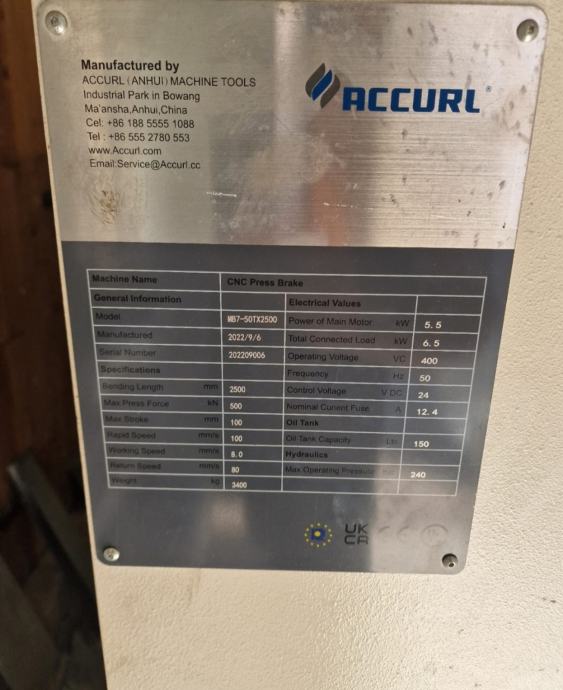 Manufactured by
ACCURL (ANHUI) MACHINE TOOLS
Industrial Park in Bowang
Ma'ansha,Anhui,China
Cel: +86 188 5555 1088
Tel : +86 555 2780 553
www.Accurl.com
Email:Service@Accurl.cc
ACCURL
Machine Name CNC Press Brake
General Information Electrical Values
Model MB7-50TX2500 Power of Main Motor kW 5.5
Manufactured 2022/9/6 Total Connected Load kW 6.5
Serial Number 202209006 Operating Voltage VC 400
Specifications Frequency Hz 50
Bending Length mm 2500 Control Voltage V DC 24
Max.Press Force kN 500 Nominal Current Fuse A 12.4
Max.Stroke mm 100 Oil Tank
Rapid Speed mm/s 100 Oil Tank Capacity 150
Working Speed mm/s 8.0 Hydraulics
Return Speed mm/s 80 Max Operating Pressure 240
Weight kg 3400
UK
CA
CE